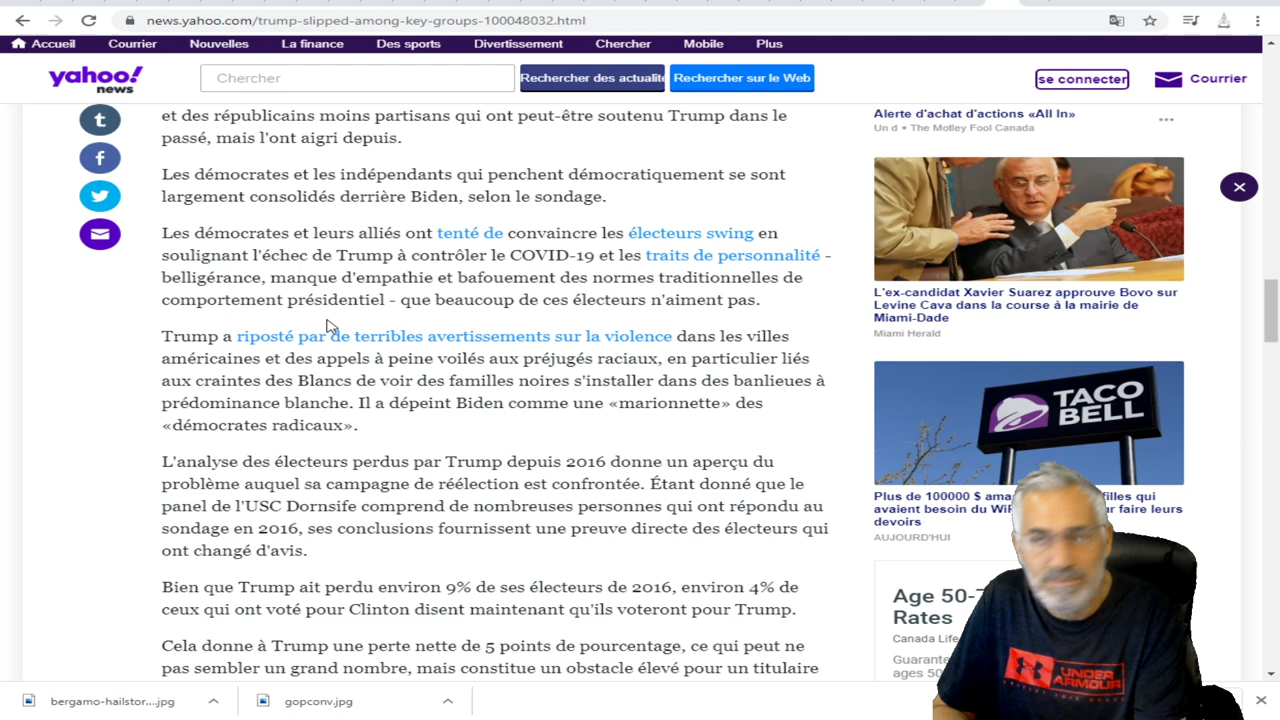 news.yahoo.com/trump-slipped-among-key-groups-100048032.html
Accueil Courrier Nouvelles La finance Des sports Divertissement Chercher Mobile Plus
yahoo!
news
Chercher
Rechercher des actualité
Rechercher sur le Web
se connecter
Courrier
et des républicains moins partisans qui ont peut-être soutenu Trump dans le
passé, mais l'ont aigri depuis.
Les démocrates et les indépendants qui penchent démocratiquement se sont
largement consolidés derrière Biden, selon le sondage.
Les démocrates et leurs alliés ont tenté de convaincre les électeurs swing en
soulignant l'échec de Trump à contrôler le COVID-19 et les traits de personnalité -
belligérance, manque d'empathie et bafouement des normes traditionnelles de
comportement présidentiel - que beaucoup de ces électeurs n'aiment pas.
Trump a riposté par de terribles avertissements sur la violence dans les villes
américaines et des appels à peine voilés aux préjugés raciaux, en particulier liés
aux craintes des Blancs de voir des familles noires s'installer dans des banlieues à
prédominance blanche. Il a dépeint Biden comme une «marionnette» des
«démocrates radicaux».
L'analyse des électeurs perdus par Trump depuis 2016 donne un aperçu du
problème auquel sa campagne de réélection est confrontée. Étant donné que le
panel de l'USC Dornsife comprend de nombreuses personnes qui ont répondu au
sondage en 2016, ses conclusions fournissent une preuve directe des électeurs qui
ont changé d'avis.
Bien que Trump ait perdu environ 9% de ses électeurs de 2016, environ 4% de
ceux qui ont voté pour Clinton disent maintenant qu'ils voteront pour Trump.
Cela donne à Trump une perte nette de 5 points de pourcentage, ce qui peut ne
pas sembler un grand nombre, mais constitue un obstacle élevé pour un titulaire
Alerte d'achat d'actions «All In»
Un d • The Motley Fool Canada
L'ex-candidat Xavier Suarez approuve Bovo sur
Levine Cava dans la course à la mairie de
Miami-Dade
Miami Herald
TACO
BELL
Plus de 100000 $ ama filles qui
avaient besoin du WiF ur faire leurs
devoirs
AUJOURD'HUI
Age 50-
Rates
Canada Life
Guarante
ages 50
UNDER ARMOUR
bergamo-hailstor....jpg
gopconv.jpg